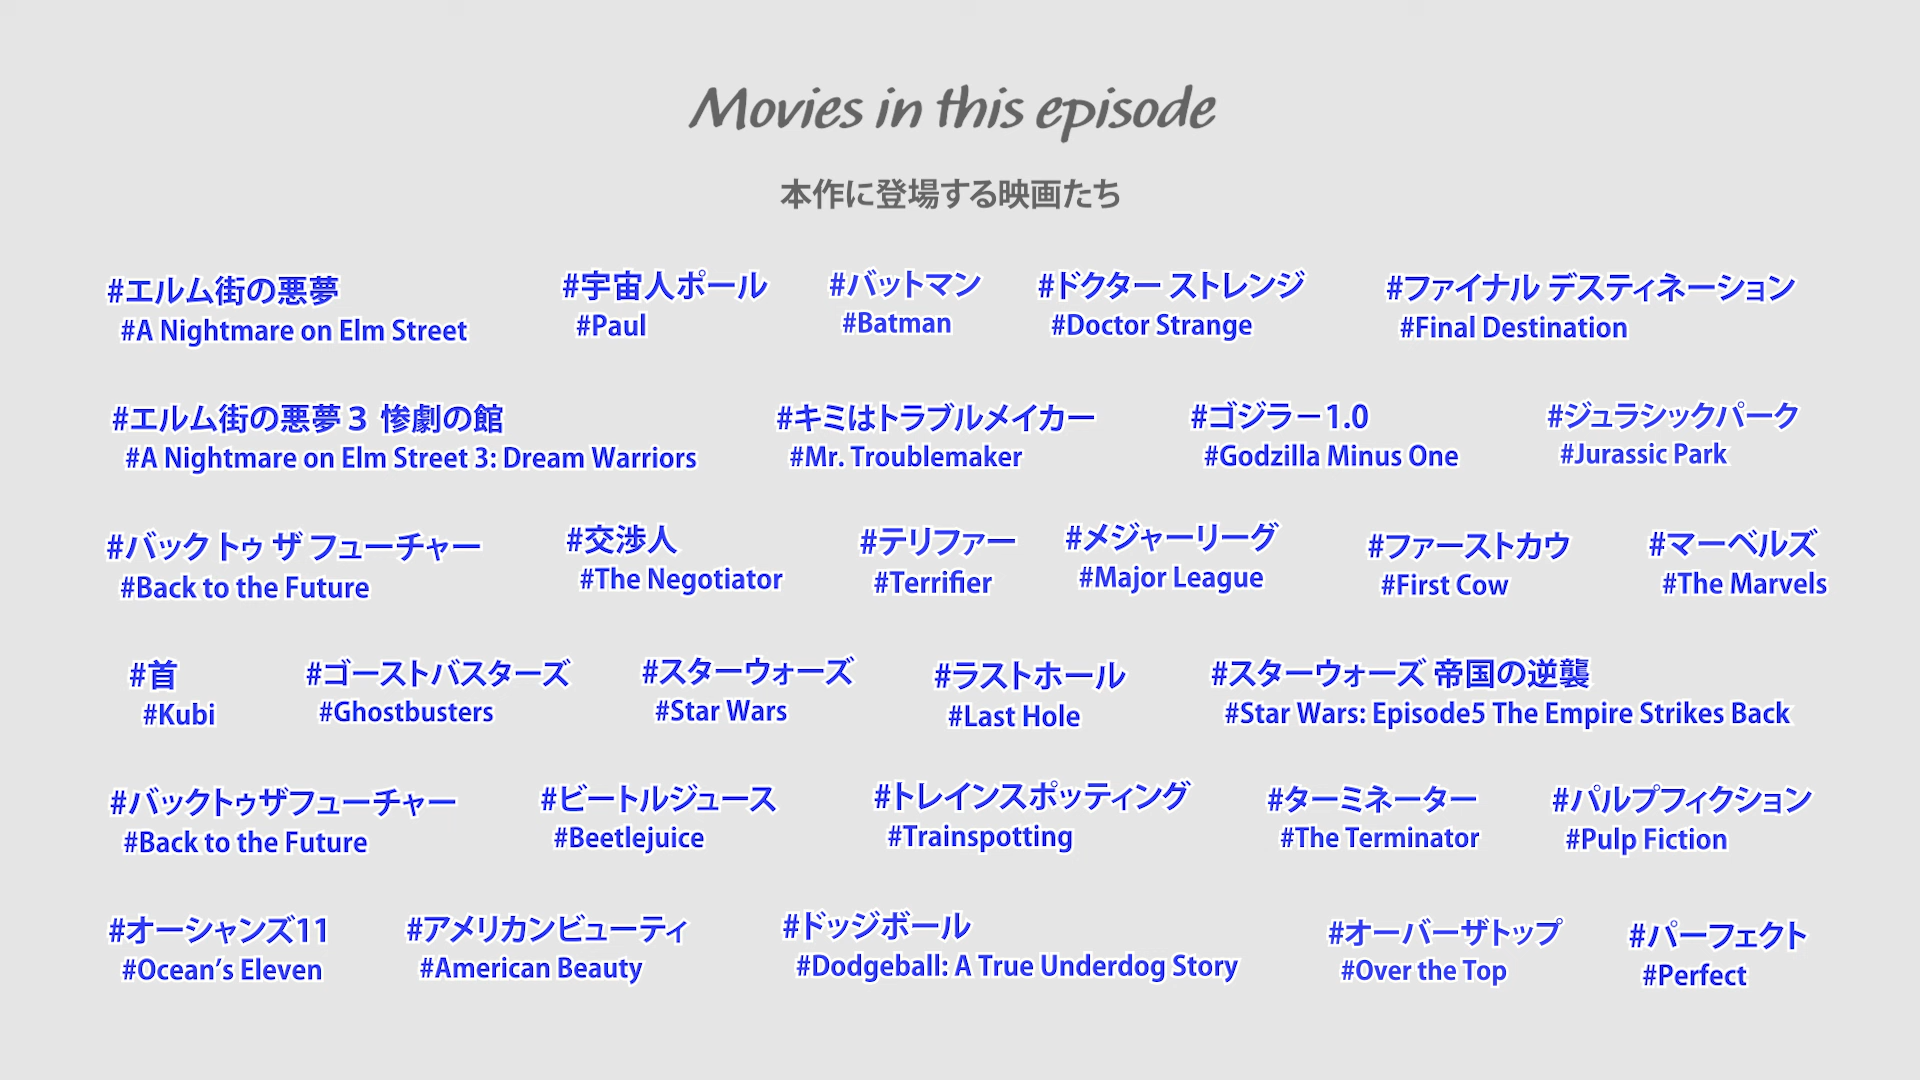 Movies in this episode
本作に登場する映画たち
#エルム街の悪夢
#A Nightmare on Elm Street
#宇宙人ポール
#Paul
#バットマン
#Batman
#ドクター ストレンジ
#Doctor Strange
#ファイナル デスティネーション
#Final Destination
#エルム街の悪夢３ 惨劇の館
#A Nightmare on Elm Street 3: Dream Warriors
#キミはトラブルメイカー
#Mr. Troublemaker
#ゴジラー1.0
#Godzilla Minus One
#ジュラシックパーク
#Jurassic Park
#バック トゥ ザ フューチャー
#Back to the Future
#交渉人
#The Negotiator
#テリファー
#Terrifier
#メジャーリーグ
#Major League
#ファーストカウ
#First Cow
#マーベルズ
#The Marvels
#首
#Kubi
#ゴーストバスターズ
#Ghostbusters
#スターウォーズ
#Star Wars
#ラストホール
#Last Hole
#スターウォーズ 帝国の逆襲
#Star Wars: Episode5 The Empire Strikes Back
#バックトゥザフューチャー
#Back to the Future
#ビートルジュース
#Beetlejuice
#トレインスポッティング
#Trainspotting
#ターミネーター
#The Terminator
#パルプフィクション
#Pulp Fiction
#オーシャンズ11
#Ocean’s Eleven
#アメリカンビューティ
#American Beauty
#ドッジボール
#Dodgeball: A True Underdog Story
#オーバーザトップ
#Over the Top
#パーフェクト
#Perfect